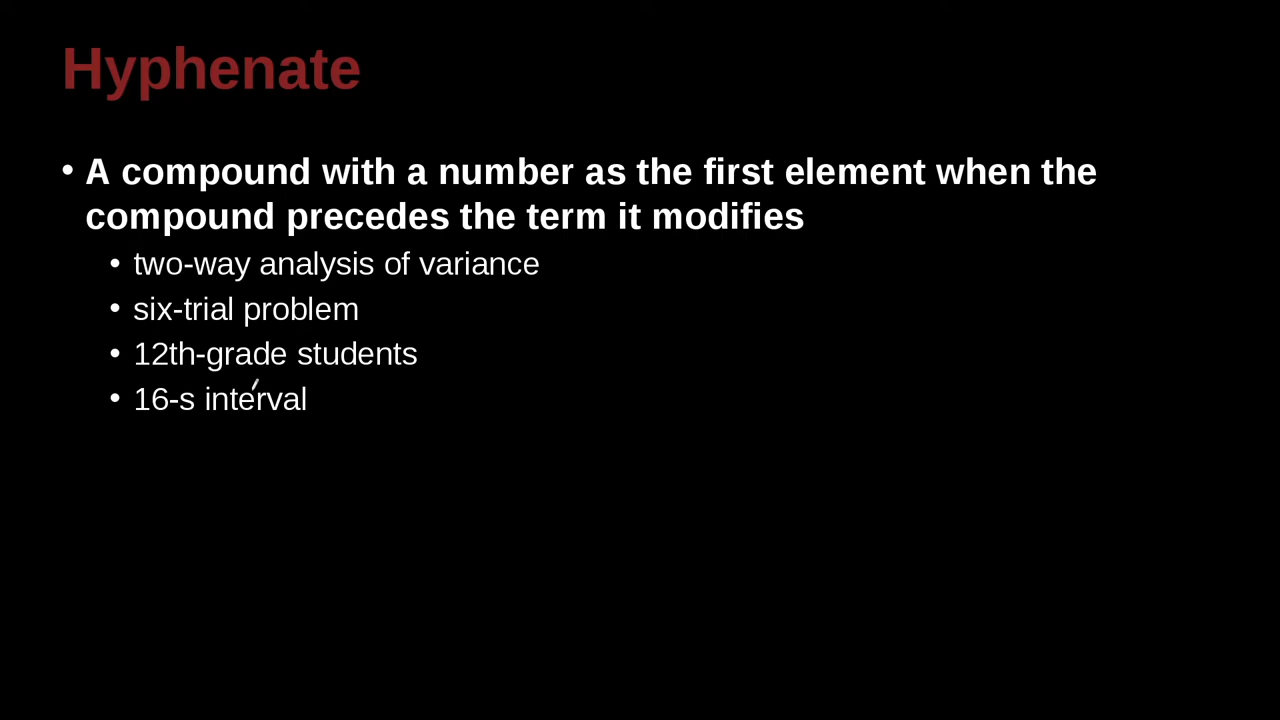 Hyphenate
• A compound with a number as the first element when the
compound precedes the term it modifies
• two-way analysis of variance
• six-trial problem
• 12th-grade students
• 16-s interval